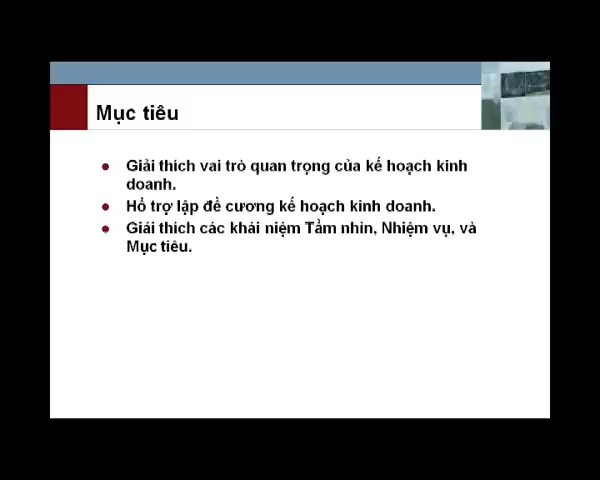 Mục tiêu
Giải thích vai trò quan trọng của kế hoạch kinh
doanh.
Hổ trợ lập đề cương kế hoạch kinh doanh.
Giải thích các khái niệm Tầm nhìn, Nhiệm vụ, và
Mục tiêu.